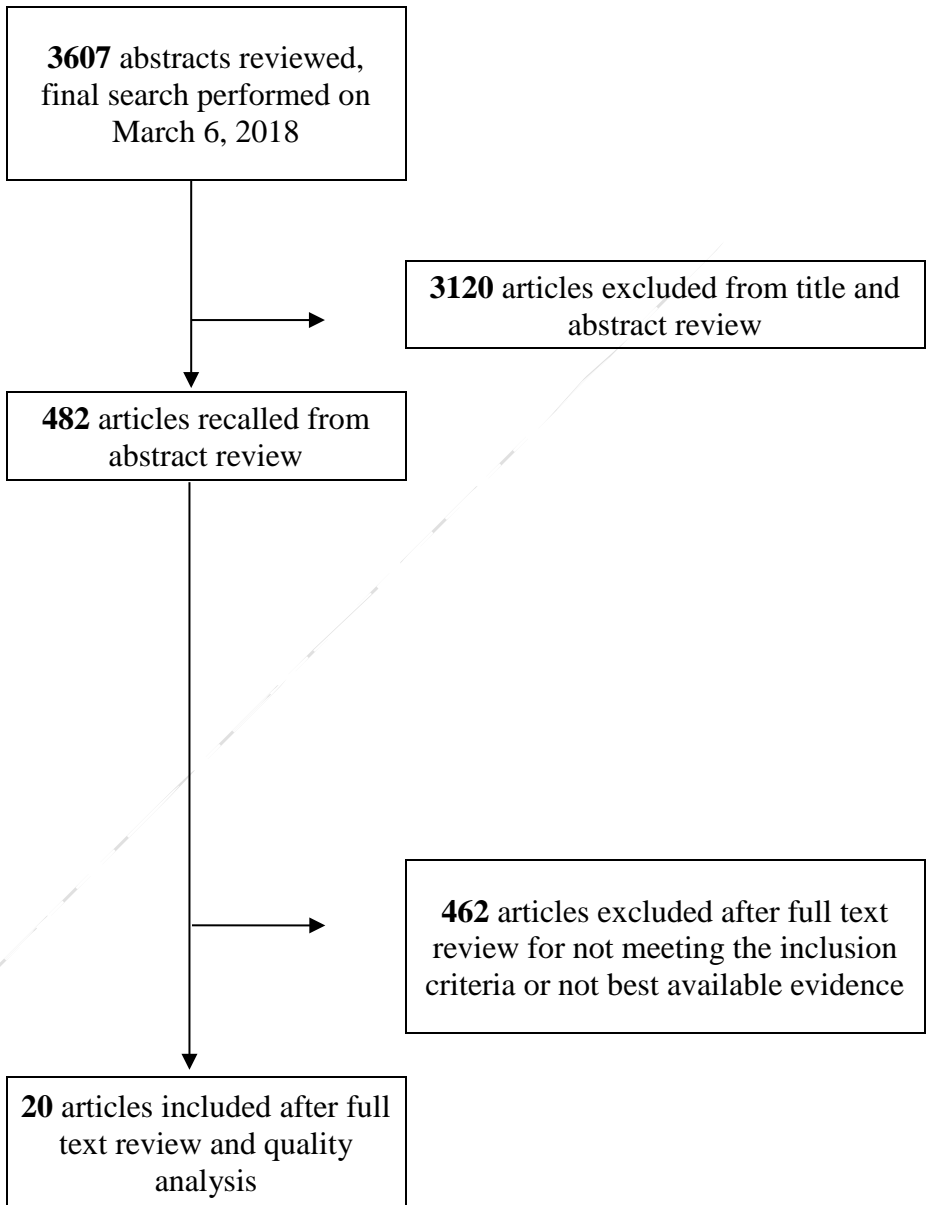 3607 abstracts reviewed,
final search performed on
March 6, 2018
3120 articles excluded from title and
abstract review
482 articles recalled from
abstract review
462 articles excluded after full text
review for not meeting the inclusion
criteria or not best available evidence
20 articles included after full
text review and quality
analysis